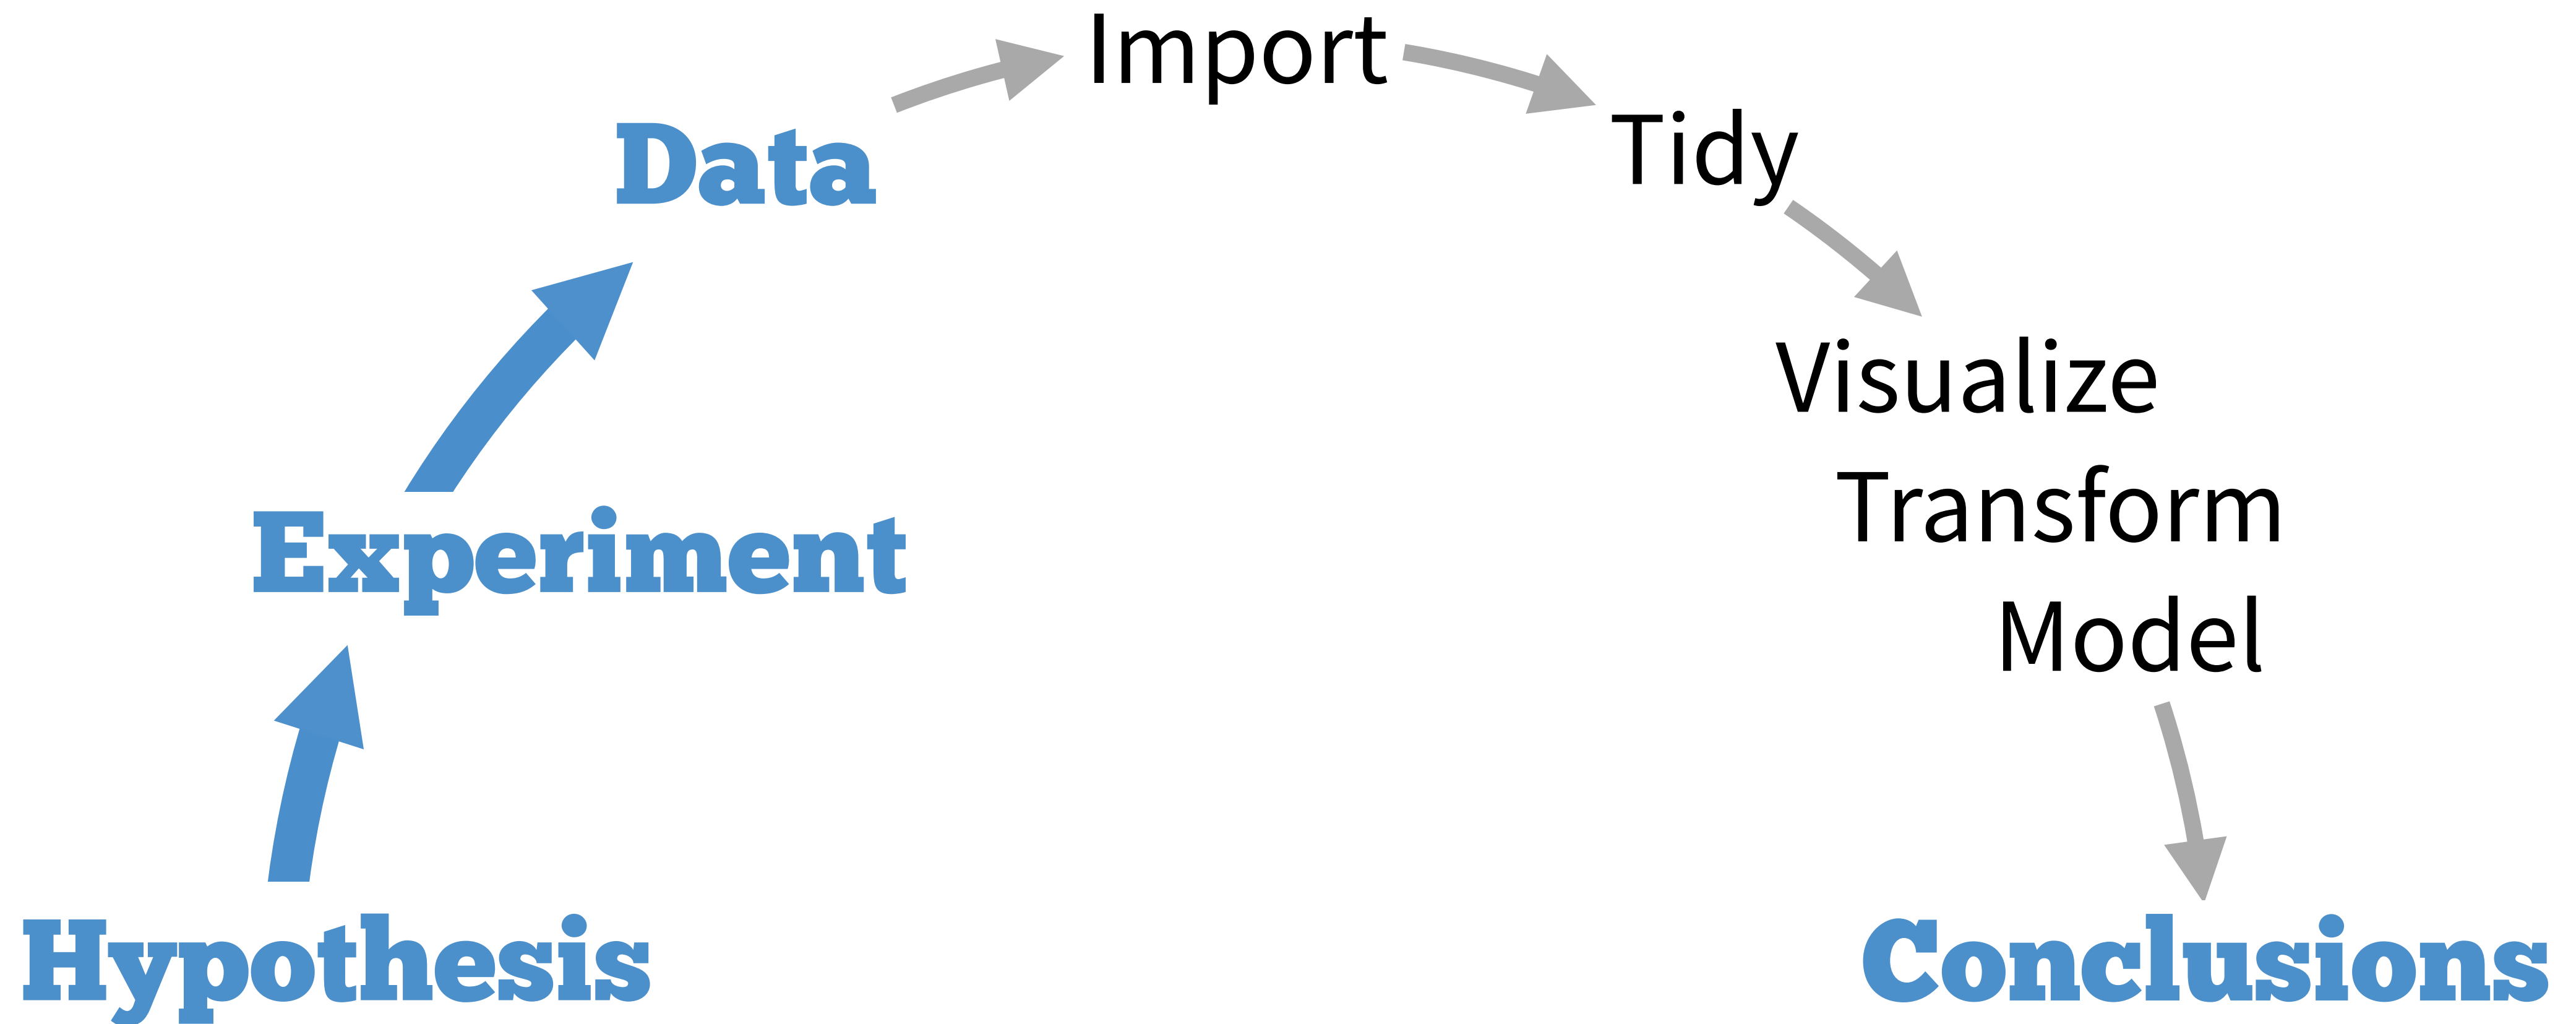 Hypothesis
Experiment
Data
Import
Tidy
Visualize
Transform
Model
Conclusions